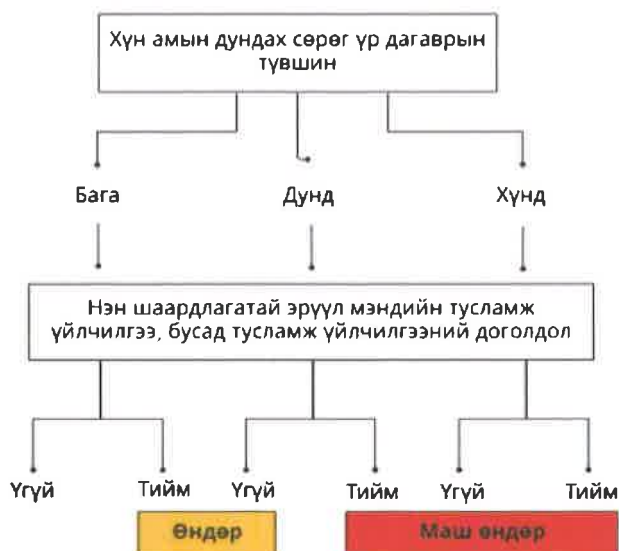 Хүн амын дундах сөрөг үр дагаврын
түвшин
Бага Дунд Хүнд
Нэн шаардлагатай эрүүл мэндийн тусламж
үйлчилгээ, бусад тусламж үйлчилгээний доголдол
Үгүй Тийм Үгүй Тийм Үгүй Тийм
Өндөр Маш өндөр